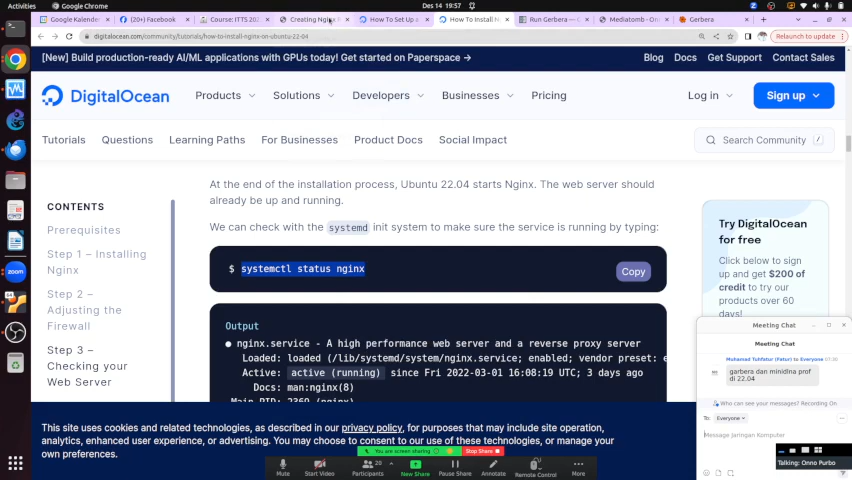 Activities
Google Chrome
Des 14 19:57
Google Kalender
(20+) Facebook
Course: ITTS 202
Creating Nginx
How To Set Up a
How To Install N
Run Gerbera —
Mediatomb - On
Gerbera
digitalocean.com/community/tutorials/how-to-install-nginx-on-ubuntu-22-04
Relaunch to update
[New] Build production-ready AI/ML applications with GPUs today! Get Started on Paperspace →
Blog Docs Get Support Contact Sales
DigitalOcean
Products
Solutions
Developers
Businesses
Pricing
Log in
Sign up
Tutorials Questions Learning Paths For Businesses Product Docs Social Impact
Search Community /
CONTENTS
Prerequisites
Step 1 – Installing
Nginx
Step 2 –
Adjusting the
Firewall
Step 3 –
Checking your
Web Server
At the end of the installation process, Ubuntu 22.04 starts Nginx. The web server should
already be up and running.
We can check with the systemd init system to make sure the service is running by typing:
$ systemctl status nginx
Copy
Output
● nginx.service - A high performance web server and a reverse proxy server
Loaded: loaded (/lib/systemd/system/nginx.service; enabled; vendor preset: e
Active: active (running) since Fri 2022-03-01 16:08:19 UTC; 3 days ago
Docs: man:nginx(8)
Try DigitalOcean
for free
Click below to sign
up and get $200 of
credit to try our
products over 60
days!
This site uses cookies and related technologies, as described in our privacy policy, for purposes that may include site operation,
analytics, enhanced user experience, or advertising. You may choose to consent to our use of these technologies, or manage your
own preferences.
You are screen sharing
Stop Share
Mute
Start Video
Participants
20
New Share
Pause Share
Annotate
Remote Control
More
Meeting Chat
Meeting Chat
Muhamad Tuhfatur (Fatur) to Everyone 07:30
garbera dan minidlna prof
di 22.04
Who can see your messages? Recording On
To: Everyone
Message Jaringan Komputer
Talking: Onno Purbo